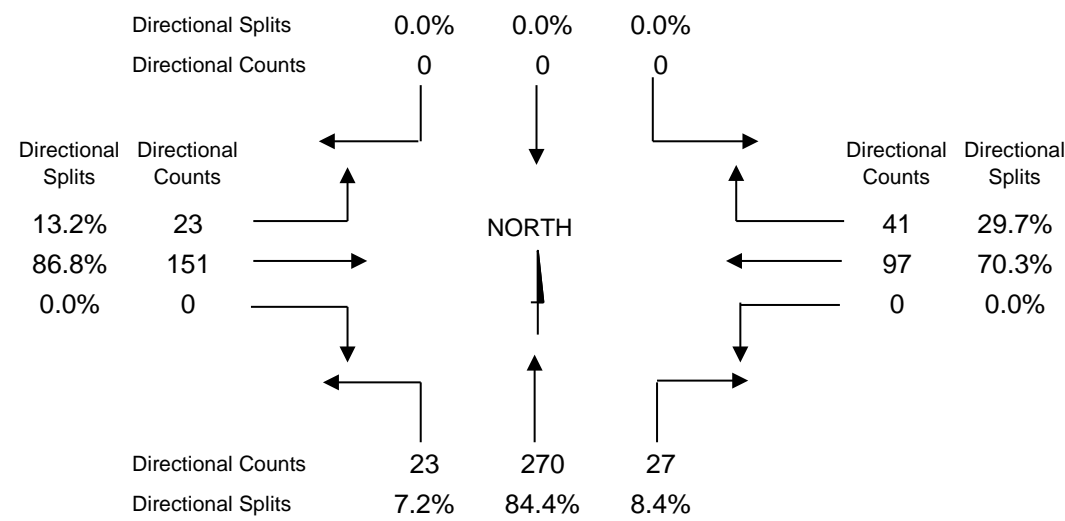 Directional Splits 0.0% 0.0% 0.0%
Directional Counts 0 0 0
Directional Directional
Splits Counts
13.2% 23
86.8% 151
0.0% 0
NORTH
Directional Directional
Counts Splits
41 29.7%
97 70.3%
0 0.0%
Directional Counts 23 270 27
Directional Splits 7.2% 84.4% 8.4%